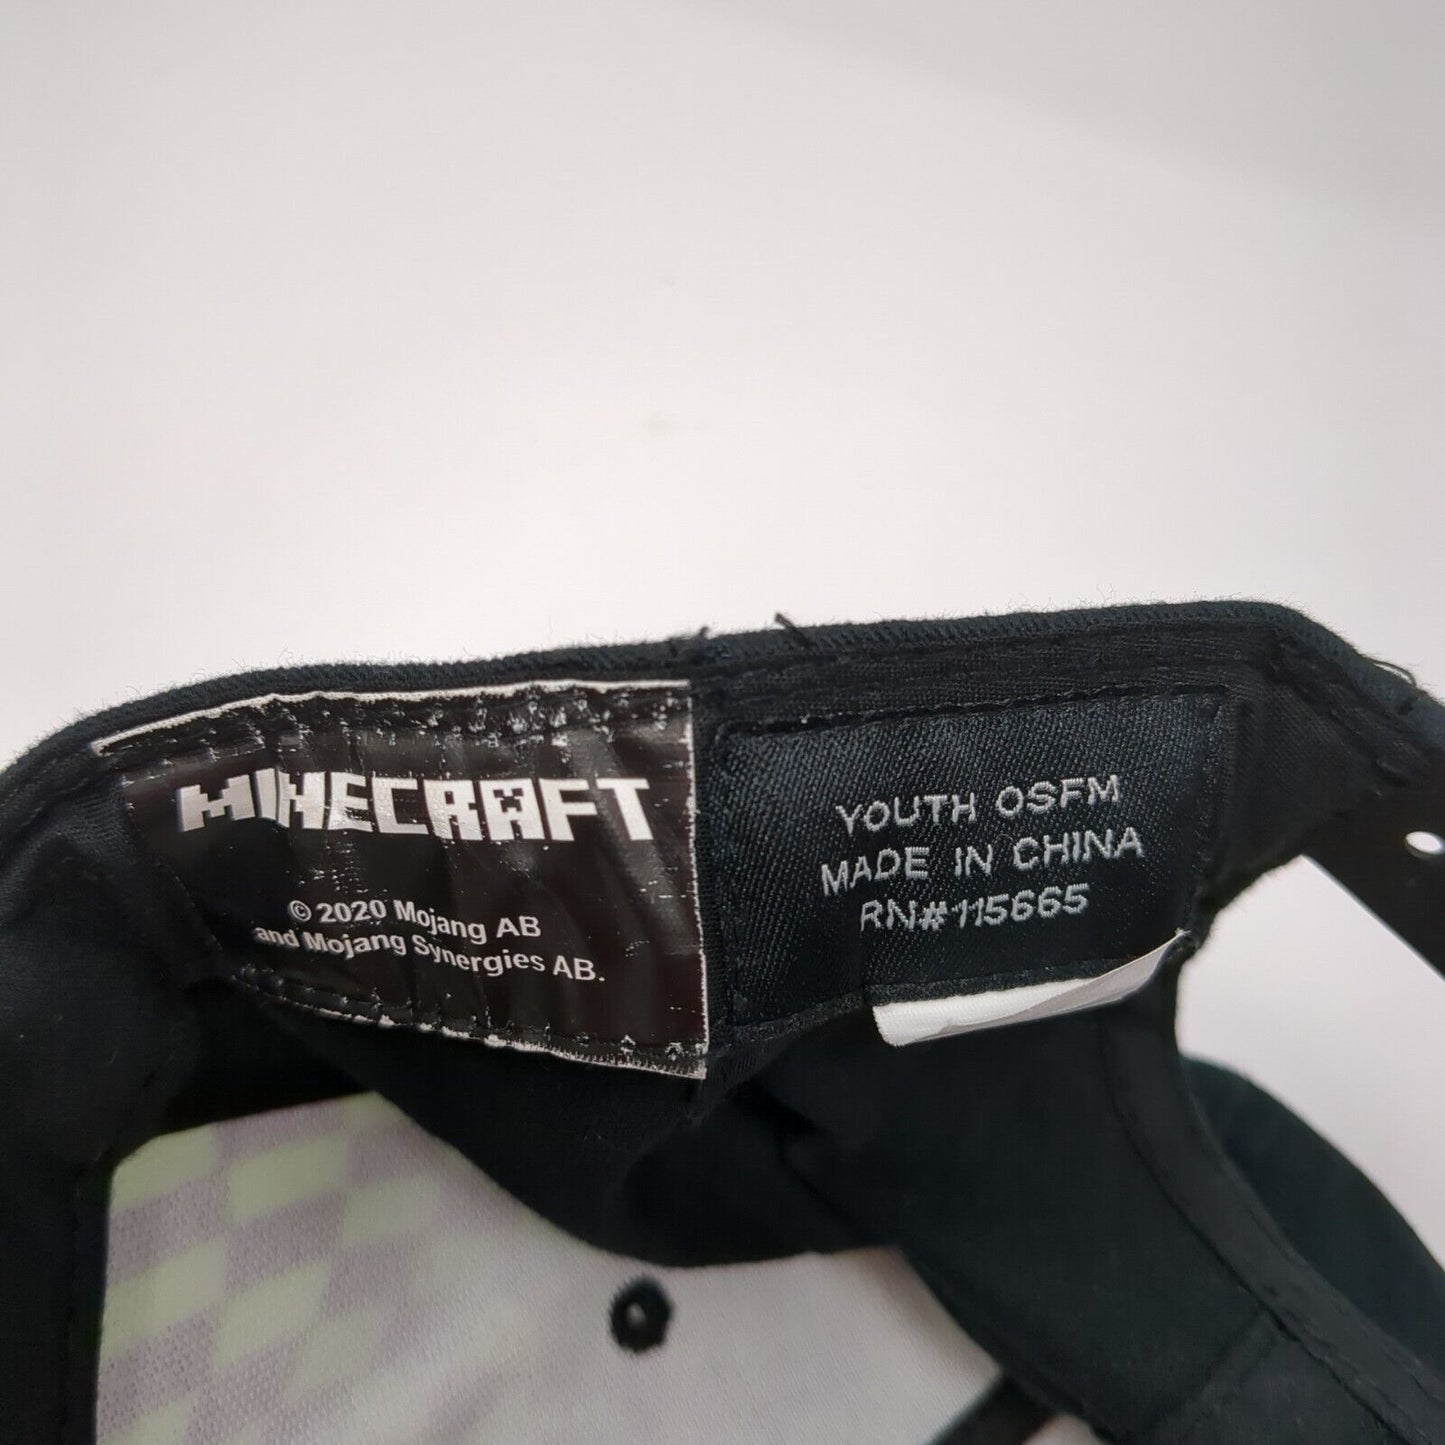 MINECRAFT
© 2020 Mojang AB
and Mojang Synergies AB.
YOUTH OSFM
MADE IN CHINA
RN#115665